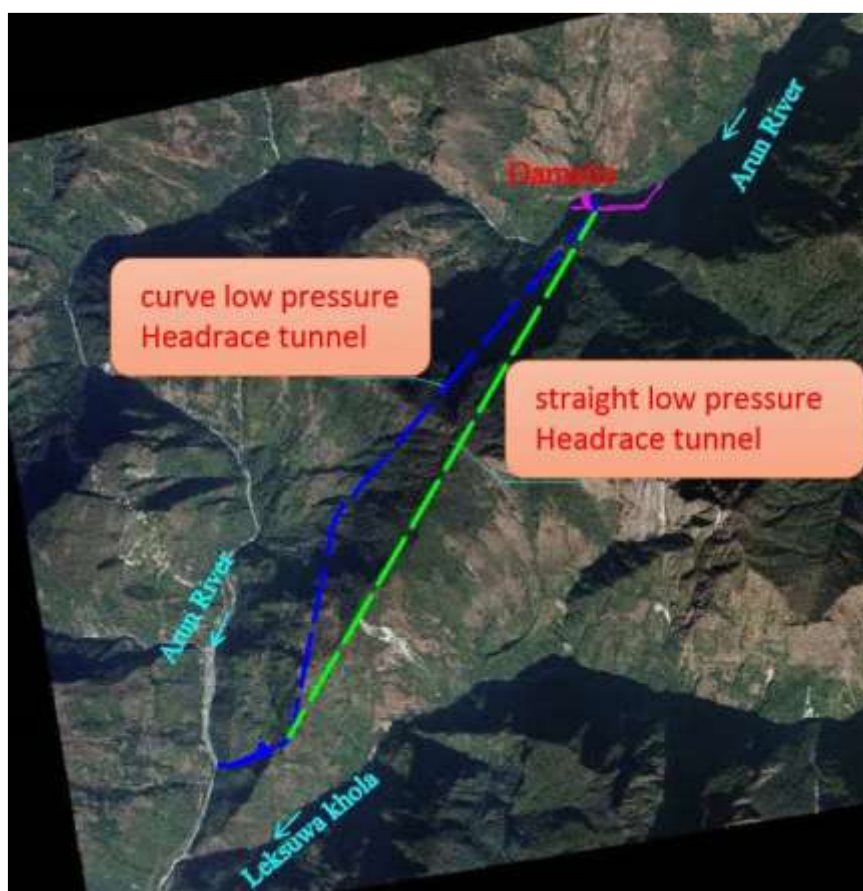 Damsite
Arun River
curve low pressure
Headrace tunnel
straight low pressure
Headrace tunnel
Arun River
Leksuwa khola